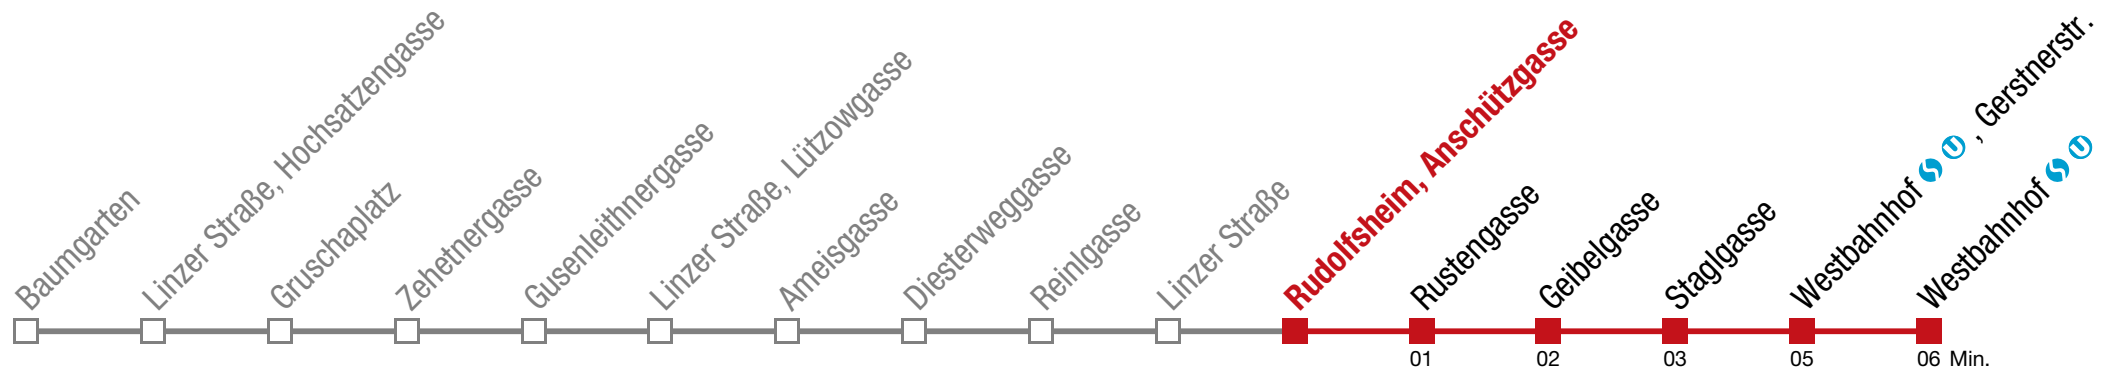 Baumgarten
Linzer Straße, Hochsatzengasse
Gruschaplatz
Zehetnergasse
Gusenleithnergasse
Linzer Straße, Lützowgasse
Ameisgasse
Diesterweggasse
Reinlgasse
Linzer Straße
Rudolfsheim, Anschützgasse
Rustengasse
Geibelgasse
Staglgasse
Westbahnhof S U , Gerstnerstr.
Westbahnhof S U
01 02 03 05 06 Min.